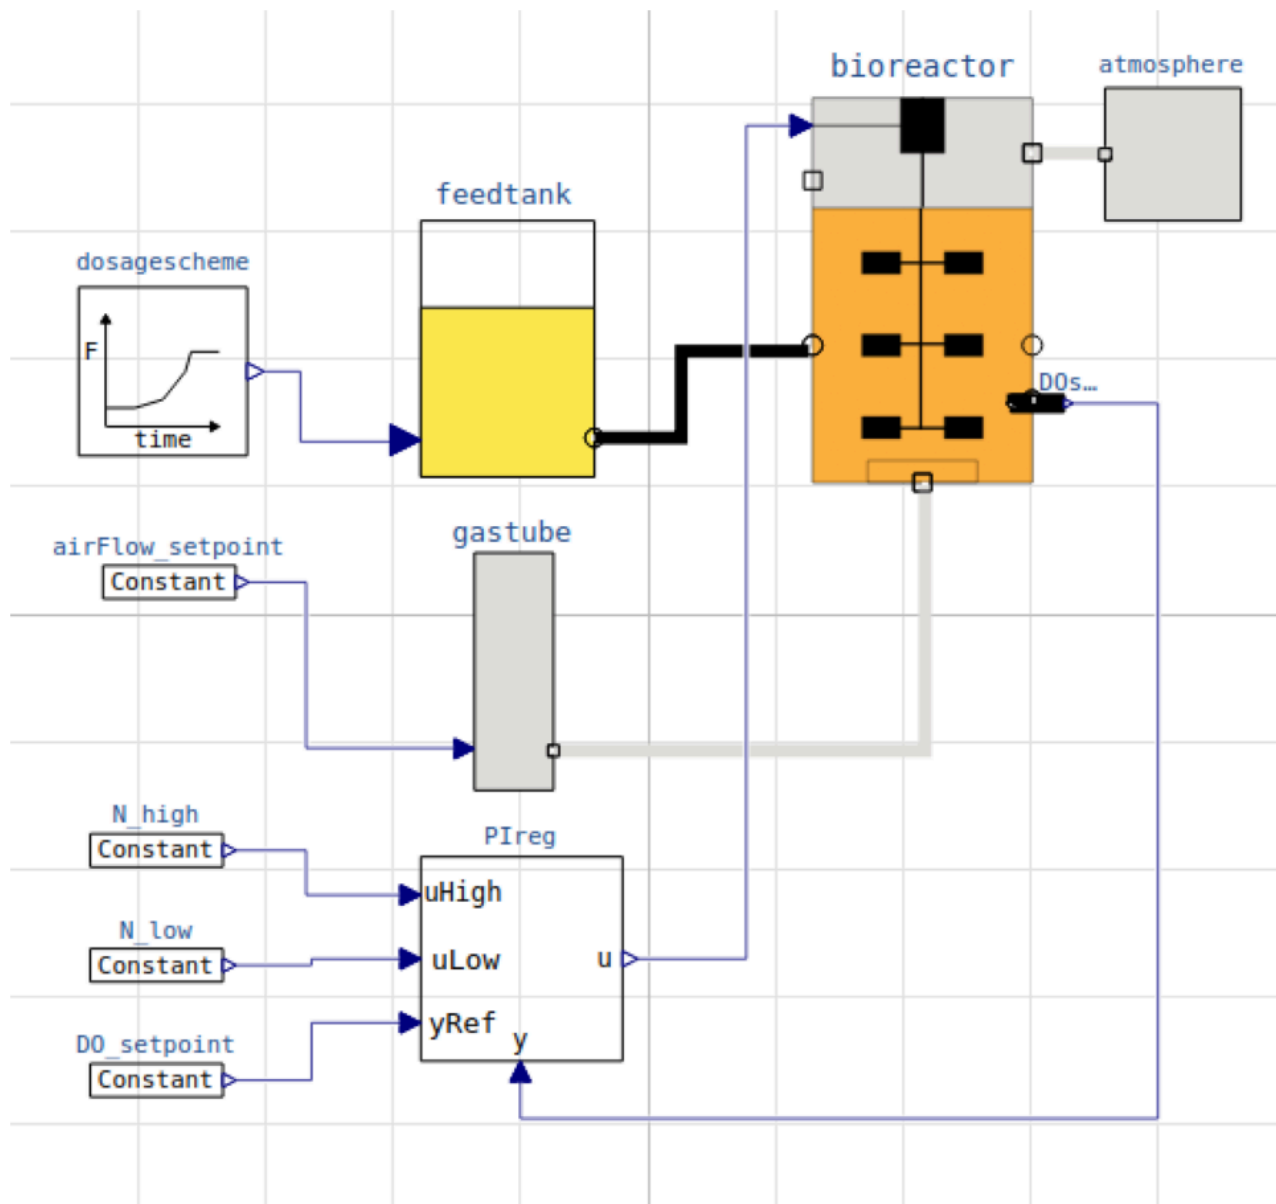 bioreactor
atmosphere
feedtank
dosagescheme
F
time
DOs...
gastube
airFlow_setpoint
Constant
N_high
Constant
PIreg
uHigh
N_low
Constant
uLow
u
yRef
y
DO_setpoint
Constant